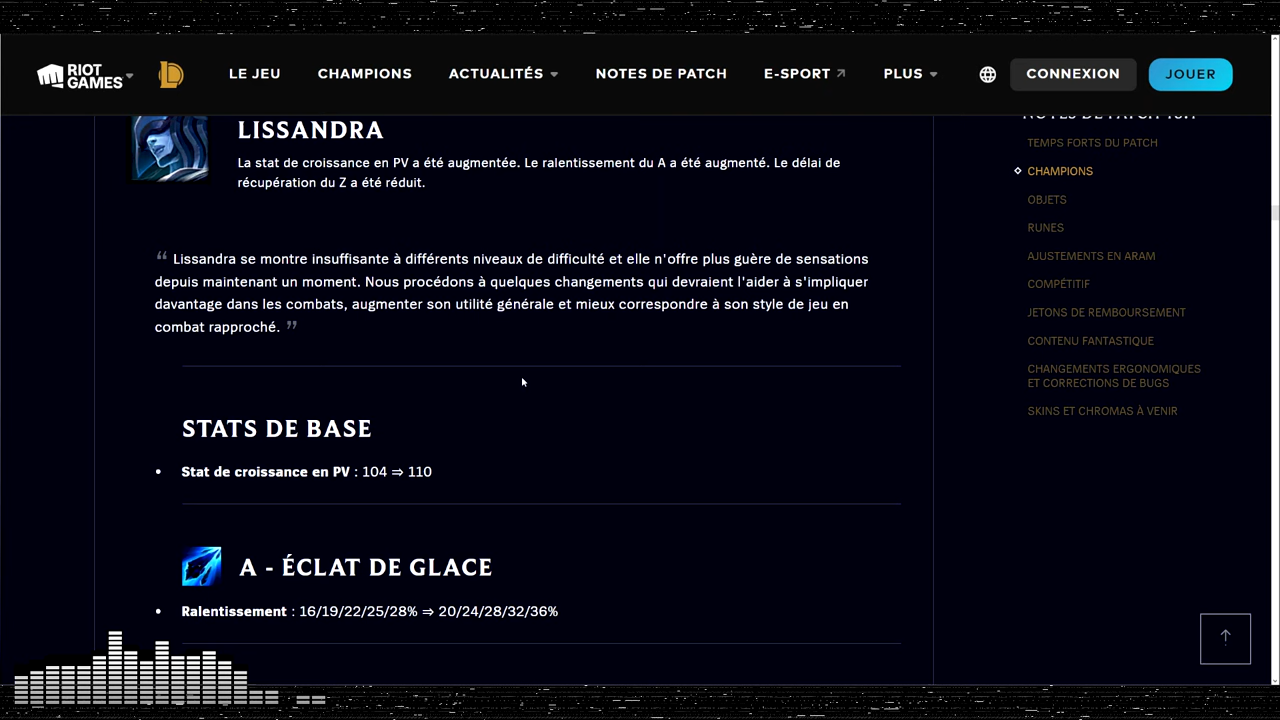 RIOT GAMES
LE JEU
CHAMPIONS
ACTUALITÉS
NOTES DE PATCH
E-SPORT
PLUS
CONNEXION
JOUER
LISSANDRA
La stat de croissance en PV a été augmentée. Le ralentissement du A a été augmenté. Le délai de
récupération du Z a été réduit.
“ Lissandra se montre insuffisante à différents niveaux de difficulté et elle n'offre plus guère de sensations
depuis maintenant un moment. Nous procédons à quelques changements qui devraient l'aider à s'impliquer
davantage dans les combats, augmenter son utilité générale et mieux correspondre à son style de jeu en
combat rapproché. ”
STATS DE BASE
• Stat de croissance en PV : 104 ⇒ 110
A - ÉCLAT DE GLACE
• Ralentissement : 16/19/22/25/28% ⇒ 20/24/28/32/36%
NOTES DE PATCH
TEMPS FORTS DU PATCH
CHAMPIONS
OBJETS
RUNES
AJUSTEMENTS EN ARAM
COMPÉTITIF
JETONS DE REMBOURSEMENT
CONTENU FANTASTIQUE
CHANGEMENTS ERGONOMIQUES
ET CORRECTIONS DE BUGS
SKINS ET CHROMAS À VENIR